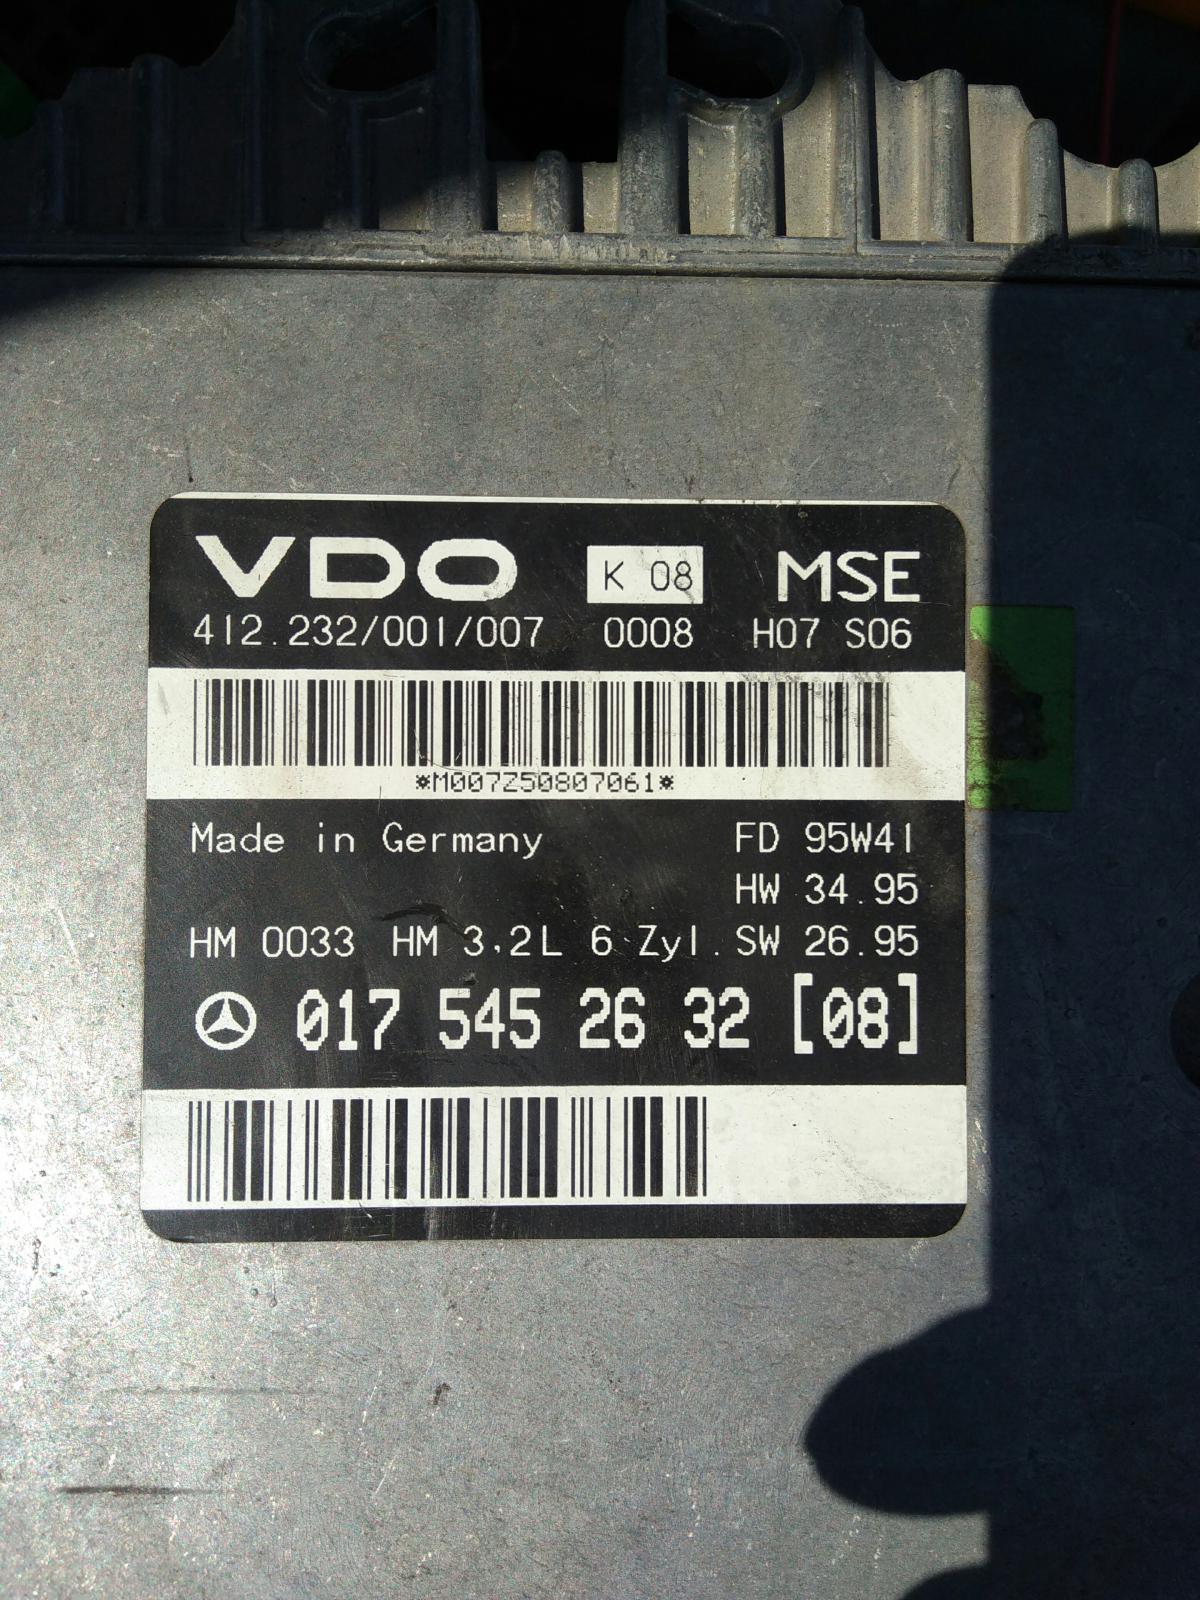 VDO K 08 MSE
412.232/001/007 0008 H07 S06
*M007Z50807061*
Made in Germany FD 95W41
HW 34.95
HM 0033 HM 3,2L 6 Zyl. SW 26.95
017 545 26 32 [08]